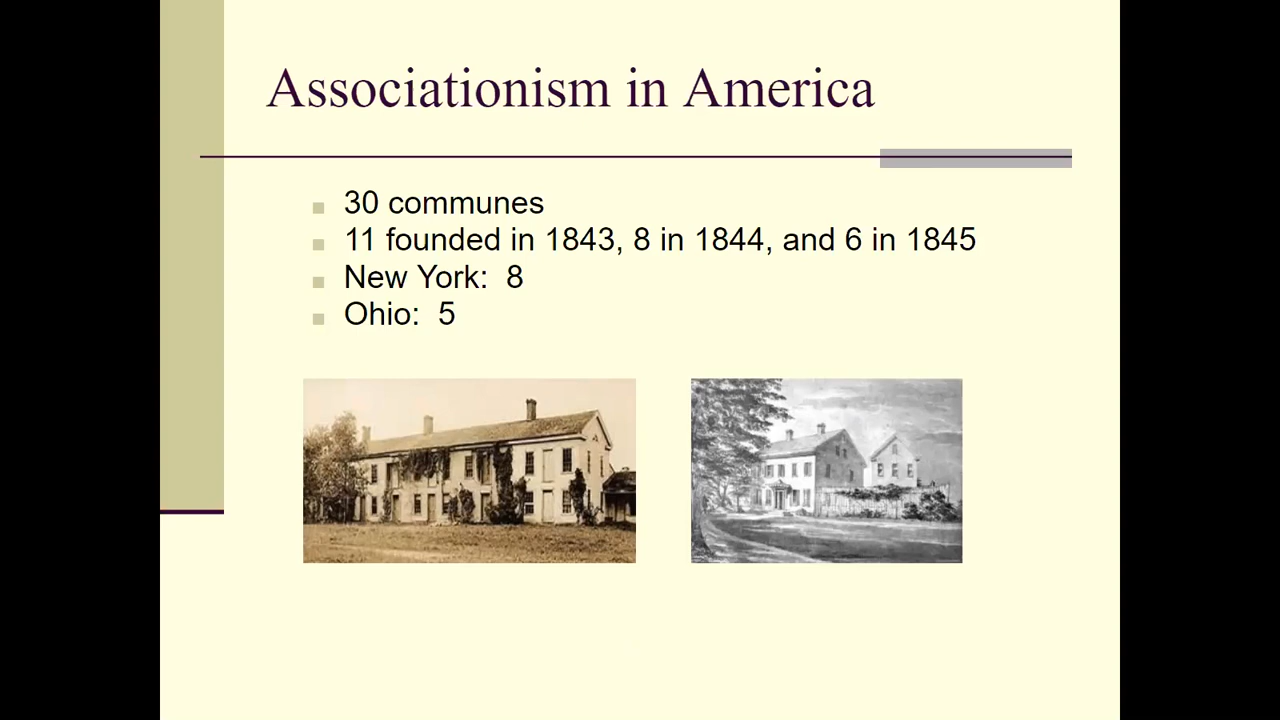 Associationism in America
30 communes
11 founded in 1843, 8 in 1844, and 6 in 1845
New York:  8
Ohio:  5